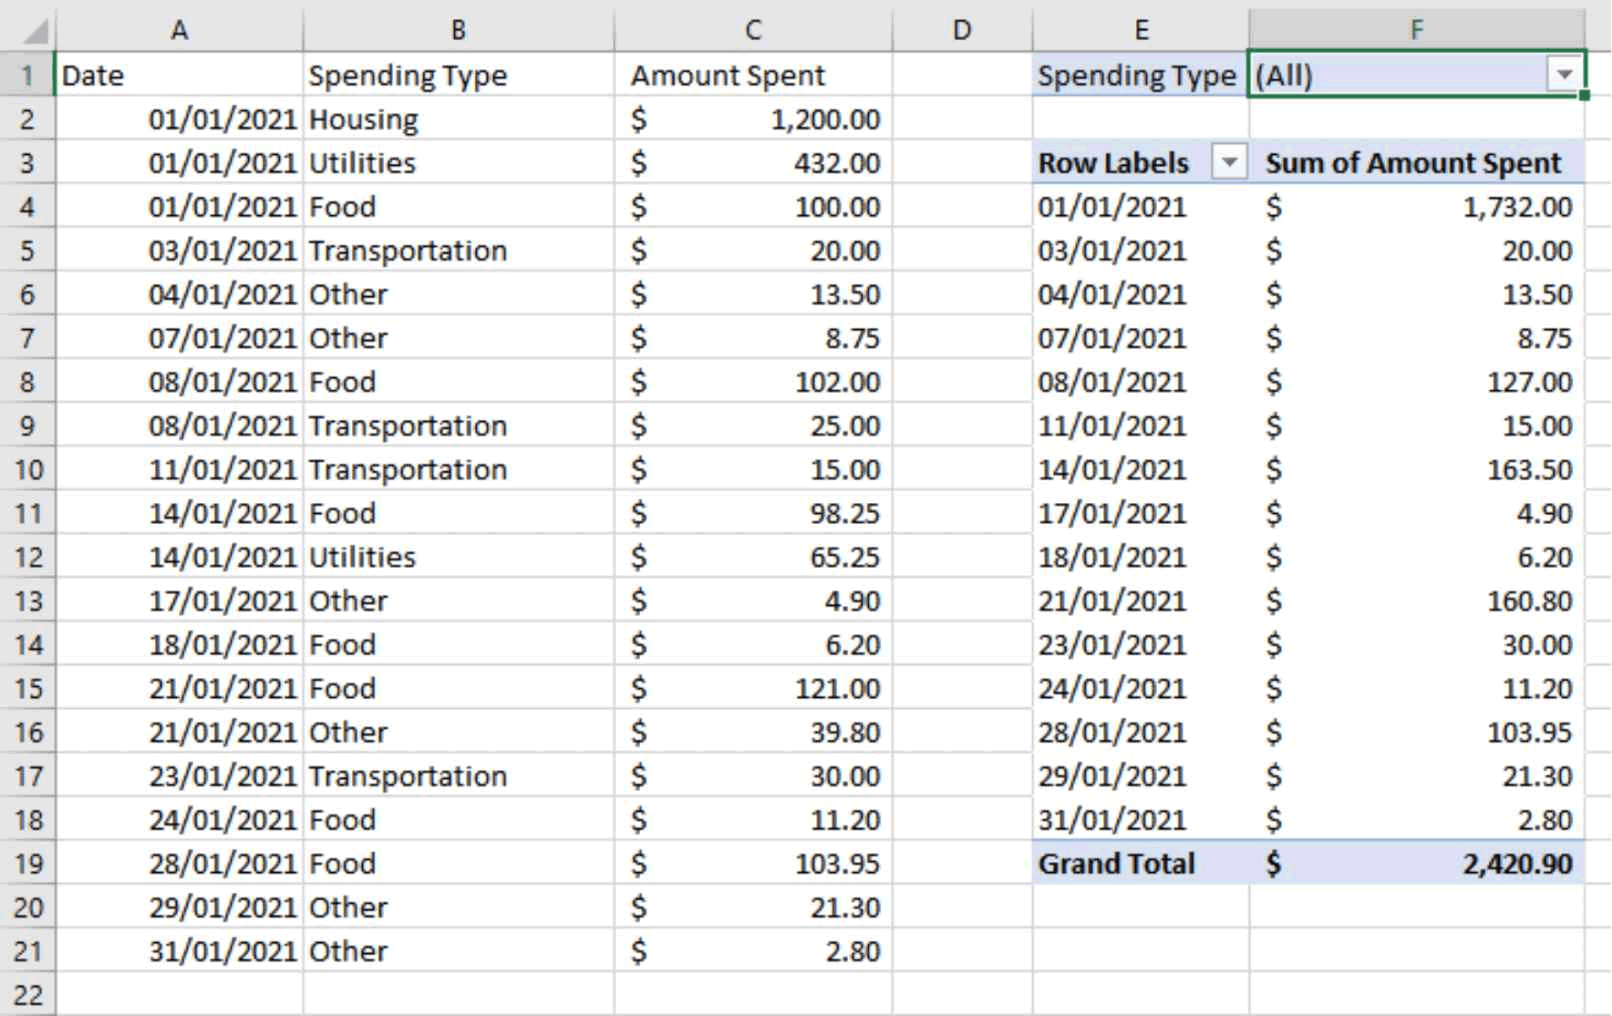 A B C D E F
1 Date Spending Type Amount Spent Spending Type (All)
2 01/01/2021 Housing $ 1,200.00
3 01/01/2021 Utilities $ 432.00 Row Labels Sum of Amount Spent
4 01/01/2021 Food $ 100.00 01/01/2021 $ 1,732.00
5 03/01/2021 Transportation $ 20.00 03/01/2021 $ 20.00
6 04/01/2021 Other $ 13.50 04/01/2021 $ 13.50
7 07/01/2021 Other $ 8.75 07/01/2021 $ 8.75
8 08/01/2021 Food $ 102.00 08/01/2021 $ 127.00
9 08/01/2021 Transportation $ 25.00 11/01/2021 $ 15.00
10 11/01/2021 Transportation $ 15.00 14/01/2021 $ 163.50
11 14/01/2021 Food $ 98.25 17/01/2021 $ 4.90
12 14/01/2021 Utilities $ 65.25 18/01/2021 $ 6.20
13 17/01/2021 Other $ 4.90 21/01/2021 $ 160.80
14 18/01/2021 Food $ 6.20 23/01/2021 $ 30.00
15 21/01/2021 Food $ 121.00 24/01/2021 $ 11.20
16 21/01/2021 Other $ 39.80 28/01/2021 $ 103.95
17 23/01/2021 Transportation $ 30.00 29/01/2021 $ 21.30
18 24/01/2021 Food $ 11.20 31/01/2021 $ 2.80
19 28/01/2021 Food $ 103.95 Grand Total $ 2,420.90
20 29/01/2021 Other $ 21.30
21 31/01/2021 Other $ 2.80
22